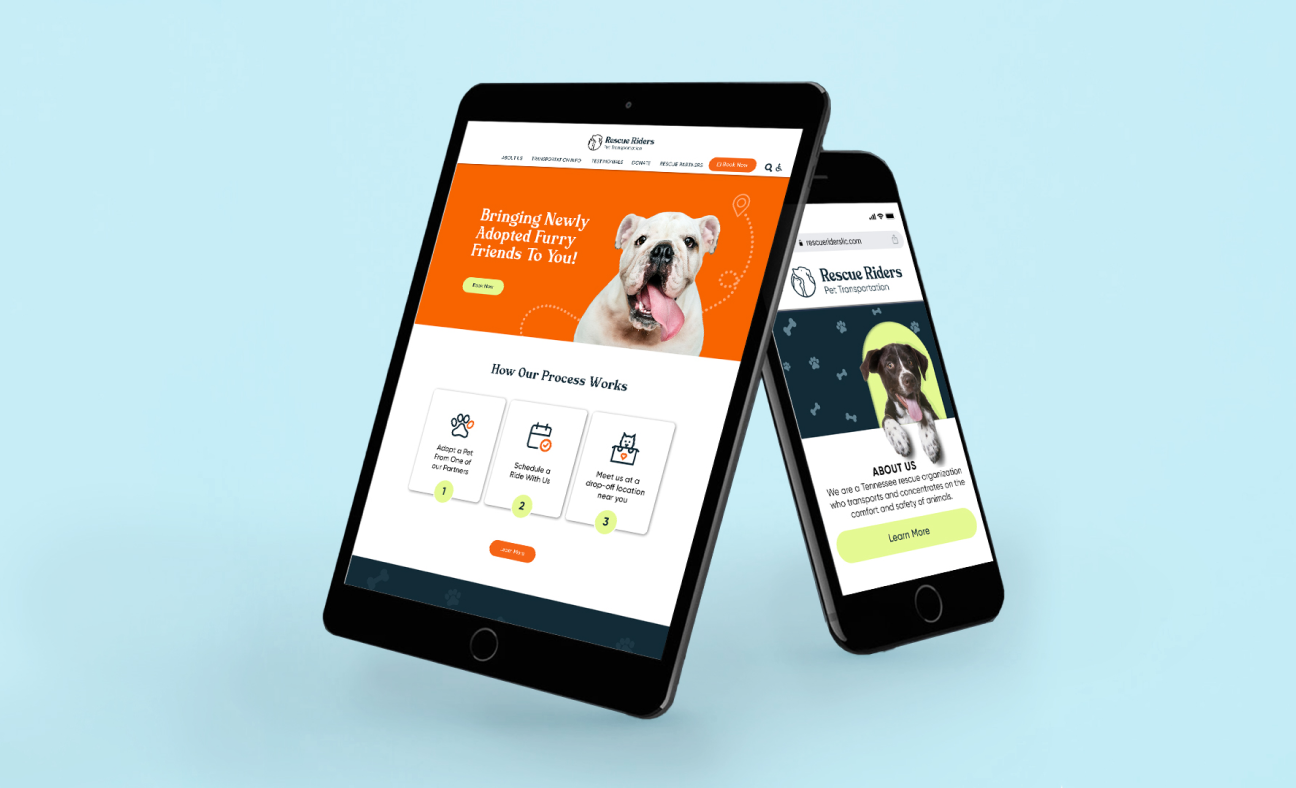 Rescue Riders
Pet Transportation
ABOUT US TRANSPORTATION INFO TESTIMONIALS DONATE RESCUE PARTNERS Book Now
Bringing Newly
Adopted Furry
Friends To You!
Book Now
How Our Process Works
Adopt a Pet
From One of
our Partners
1
Schedule a
Ride With Us
2
Meet us at a
drop-off location
near you
3
Learn More
rescueridersllc.com
Rescue Riders
Pet Transportation
ABOUT US
We are a Tennessee rescue organization
who transports and concentrates on the
comfort and safety of animals.
Learn More